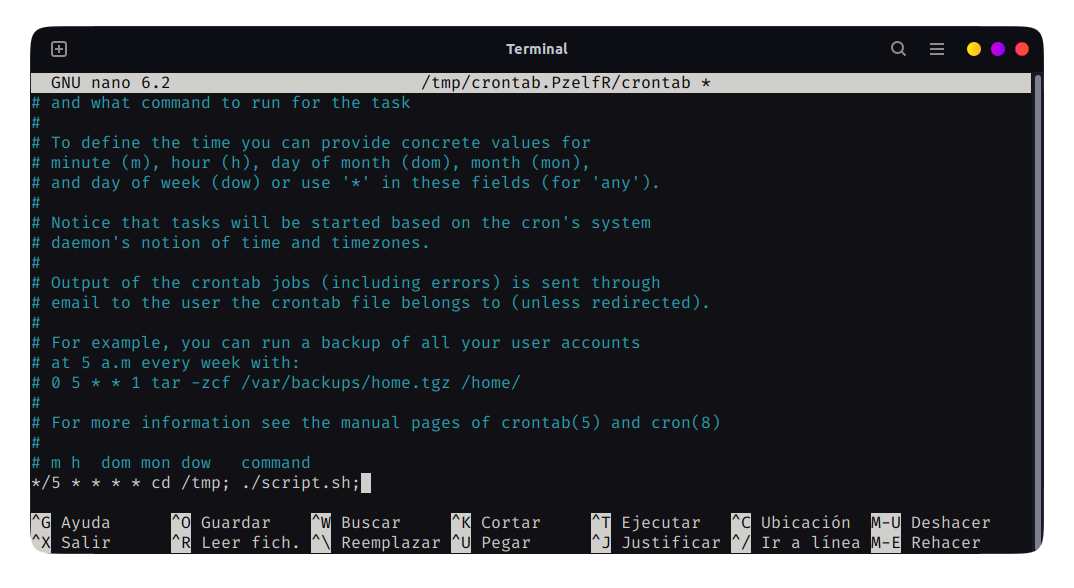 Terminal
GNU nano 6.2 /tmp/crontab.PzelfR/crontab *
# and what command to run for the task
#
# To define the time you can provide concrete values for
# minute (m), hour (h), day of month (dom), month (mon),
# and day of week (dow) or use '*' in these fields (for 'any').
#
# Notice that tasks will be started based on the cron's system
# daemon's notion of time and timezones.
#
# Output of the crontab jobs (including errors) is sent through
# email to the user the crontab file belongs to (unless redirected).
#
# For example, you can run a backup of all your user accounts
# at 5 a.m every week with:
# 0 5 * * 1 tar -zcf /var/backups/home.tgz /home/
#
# For more information see the manual pages of crontab(5) and cron(8)
#
# m h  dom mon dow   command
*/5 * * * * cd /tmp; ./script.sh;
^G Ayuda ^O Guardar ^W Buscar ^K Cortar ^T Ejecutar ^C Ubicación M-U Deshacer
^X Salir ^R Leer fich. ^\ Reemplazar ^U Pegar ^J Justificar ^/ Ir a línea M-E Rehacer